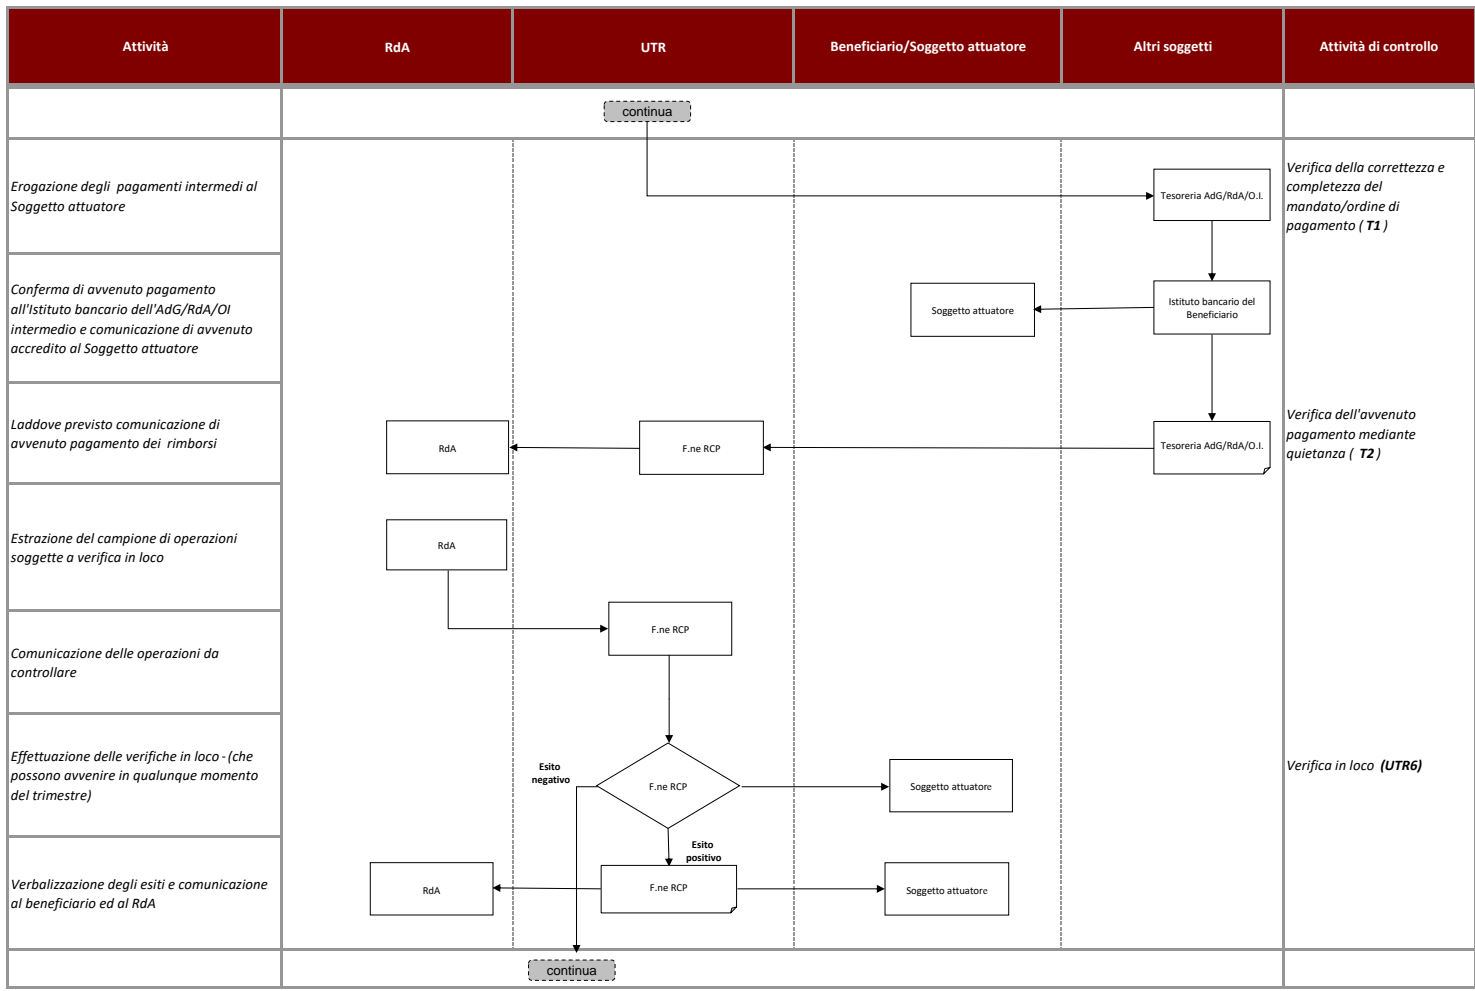 Attività
RdA
UTR
Beneficiario/Soggetto attuatore
Altri soggetti
Attività di controllo
continua
Erogazione degli pagamenti intermedi al
Soggetto attuatore
Tesoreria AdG/RdA/O.I.
Verifica della correttezza e
completezza del
mandato/ordine di
pagamento ( T1 )
Conferma di avvenuto pagamento
all'Istituto bancario dell'AdG/RdA/OI
intermedio e comunicazione di avvenuto
accredito al Soggetto attuatore
Soggetto attuatore
Istituto bancario del
Beneficiario
Laddove previsto comunicazione di
avvenuto pagamento dei rimborsi
RdA
F.ne RCP
Tesoreria AdG/RdA/O.I.
Verifica dell'avvenuto
pagamento mediante
quietanza ( T2 )
Estrazione del campione di operazioni
soggette a verifica in loco
RdA
Comunicazione delle operazioni da
controllare
F.ne RCP
Effettuazione delle verifiche in loco - (che
possono avvenire in qualunque momento
del trimestre)
Esito
negativo
F.ne RCP
Soggetto attuatore
Verifica in loco (UTR6)
Esito
positivo
Verbalizzazione degli esiti e comunicazione
al beneficiario ed al RdA
RdA
F.ne RCP
Soggetto attuatore
continua